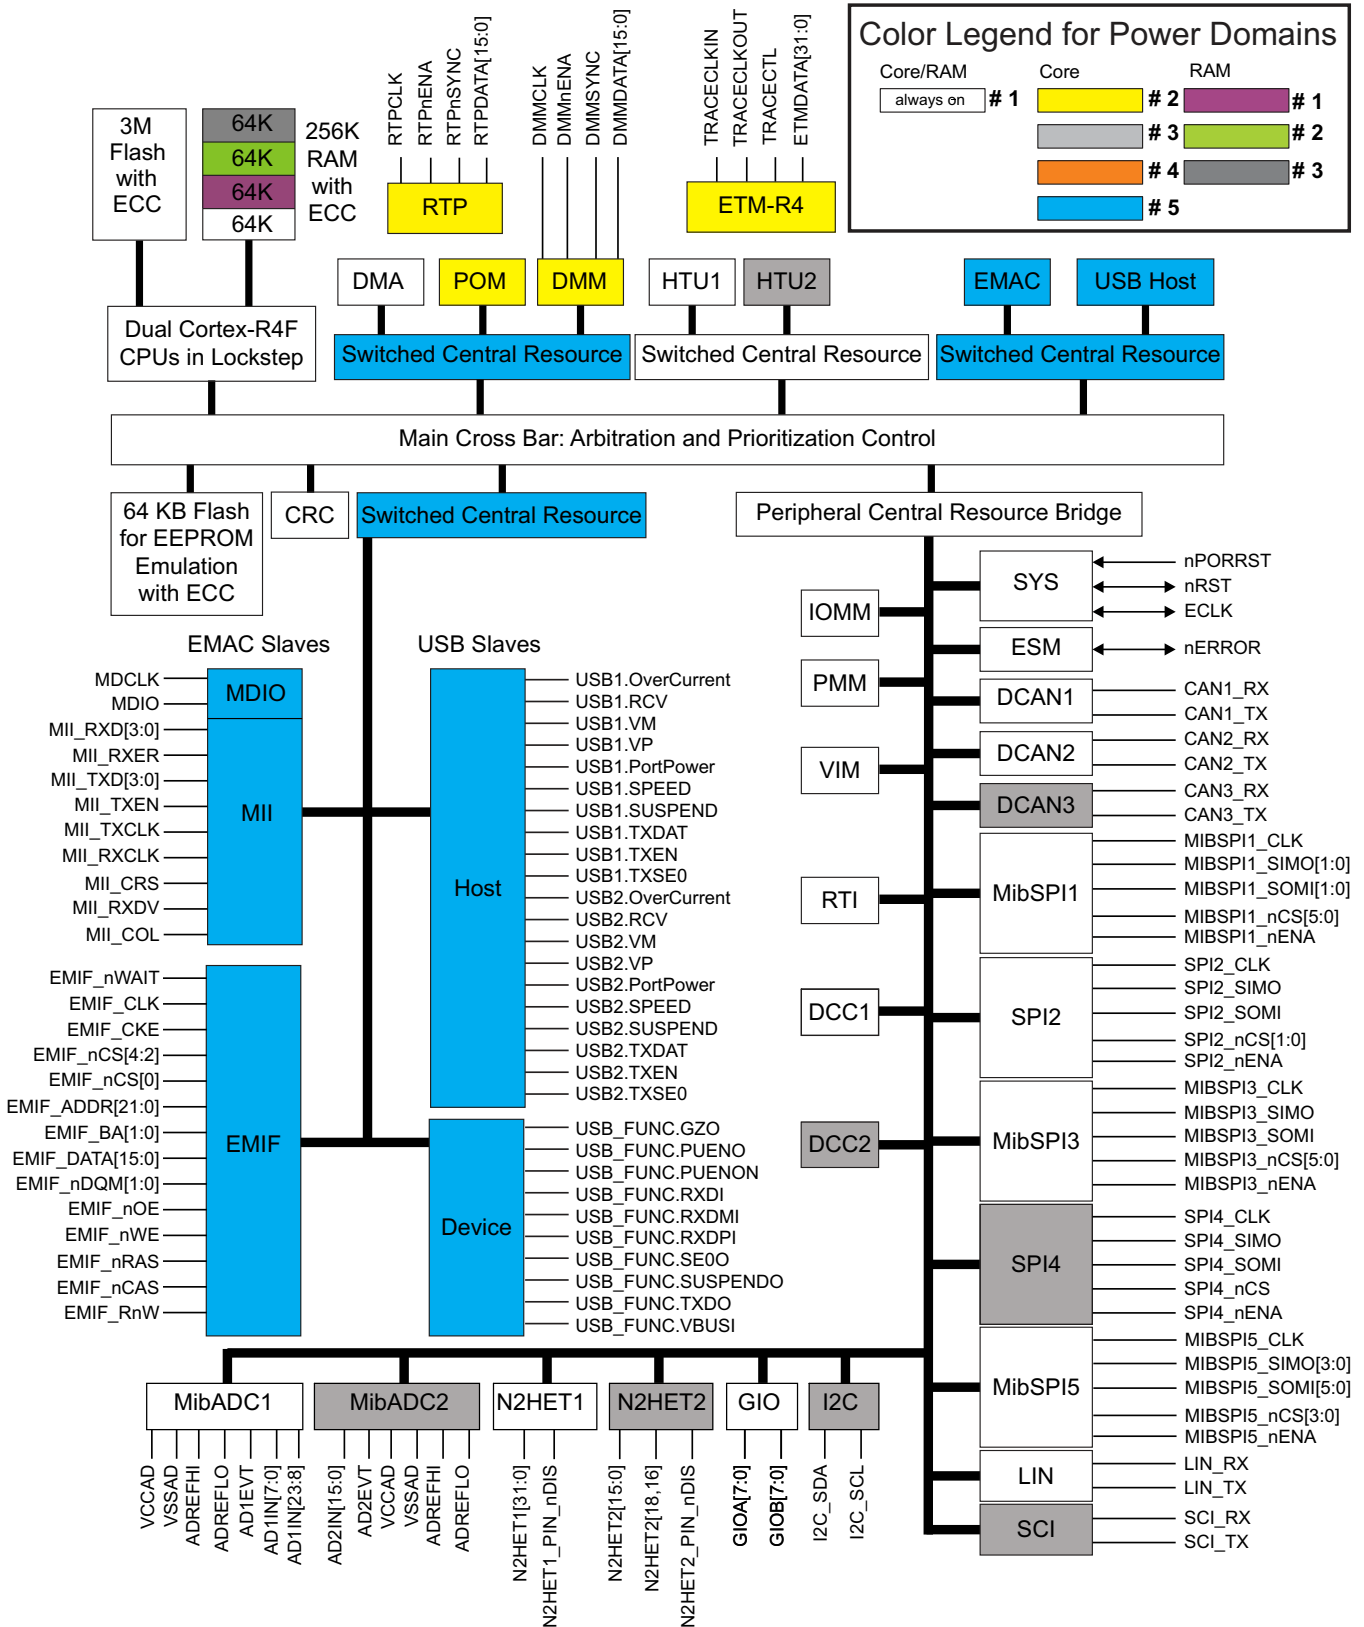 Color Legend for Power Domains
Core/RAM
Core
RAM
always on
# 1
# 2
# 1
# 3
# 2
# 4
# 3
# 5
RTPCLK
RTPnENA
RTPnSYNC
RTPDATA[15:0]
DMMCLK
DMMnENA
DMMSYNC
DMMDATA[15:0]
TRACECLKIN
TRACECLKOUT
TRACECTL
ETMDATA[31:0]
3M
Flash
with
ECC
64K
64K
64K
64K
256K
RAM
with
ECC
RTP
ETM-R4
DMA
POM
DMM
HTU1
HTU2
EMAC
USB Host
Dual Cortex-R4F
CPUs in Lockstep
Switched Central Resource
Switched Central Resource
Switched Central Resource
Main Cross Bar: Arbitration and Prioritization Control
64 KB Flash
for EEPROM
Emulation
with ECC
CRC
Switched Central Resource
Peripheral Central Resource Bridge
EMAC Slaves
USB Slaves
MDCLK
MDIO
MII_RXD[3:0]
MII_RXER
MII_TXD[3:0]
MII_TXEN
MII_TXCLK
MII_RXCLK
MII_CRS
MII_RXDV
MII_COL
MDIO
MII
EMIF_nWAIT
EMIF_CLK
EMIF_CKE
EMIF_nCS[4:2]
EMIF_nCS[0]
EMIF_ADDR[21:0]
EMIF_BA[1:0]
EMIF_DATA[15:0]
EMIF_nDQM[1:0]
EMIF_nOE
EMIF_nWE
EMIF_nRAS
EMIF_nCAS
EMIF_RnW
EMIF
Host
USB1.OverCurrent
USB1.RCV
USB1.VM
USB1.VP
USB1.PortPower
USB1.SPEED
USB1.SUSPEND
USB1.TXDAT
USB1.TXEN
USB1.TXSE0
USB2.OverCurrent
USB2.RCV
USB2.VM
USB2.VP
USB2.PortPower
USB2.SPEED
USB2.SUSPEND
USB2.TXDAT
USB2.TXEN
USB2.TXSE0
Device
USB_FUNC.GZO
USB_FUNC.PUENO
USB_FUNC.PUENON
USB_FUNC.RXDI
USB_FUNC.RXDMI
USB_FUNC.RXDPI
USB_FUNC.SE0O
USB_FUNC.SUSPENDO
USB_FUNC.TXDO
USB_FUNC.VBUSI
IOMM
PMM
VIM
RTI
DCC1
DCC2
SYS
nPORRST
nRST
ECLK
ESM
nERROR
DCAN1
CAN1_RX
CAN1_TX
DCAN2
CAN2_RX
CAN2_TX
DCAN3
CAN3_RX
CAN3_TX
MibSPI1
MIBSPI1_CLK
MIBSPI1_SIMO[1:0]
MIBSPI1_SOMI[1:0]
MIBSPI1_nCS[5:0]
MIBSPI1_nENA
SPI2
SPI2_CLK
SPI2_SIMO
SPI2_SOMI
SPI2_nCS[1:0]
SPI2_nENA
MibSPI3
MIBSPI3_CLK
MIBSPI3_SIMO
MIBSPI3_SOMI
MIBSPI3_nCS[5:0]
MIBSPI3_nENA
SPI4
SPI4_CLK
SPI4_SIMO
SPI4_SOMI
SPI4_nCS
SPI4_nENA
MibSPI5
MIBSPI5_CLK
MIBSPI5_SIMO[3:0]
MIBSPI5_SOMI[5:0]
MIBSPI5_nCS[3:0]
MIBSPI5_nENA
LIN
LIN_RX
LIN_TX
SCI
SCI_RX
SCI_TX
MibADC1
MibADC2
N2HET1
N2HET2
GIO
I2C
VCCAD
VSSAD
ADREFHI
ADREFLO
AD1EVT
AD1IN[7:0]
AD1IN[23:8]
AD2IN[15:0]
AD2EVT
VCCAD
VSSAD
ADREFHI
ADREFLO
N2HET1[31:0]
N2HET1_PIN_nDIS
N2HET2[15:0]
N2HET2[18,16]
N2HET2_PIN_nDIS
GIOA[7:0]
GIOB[7:0]
I2C_SDA
I2C_SCL